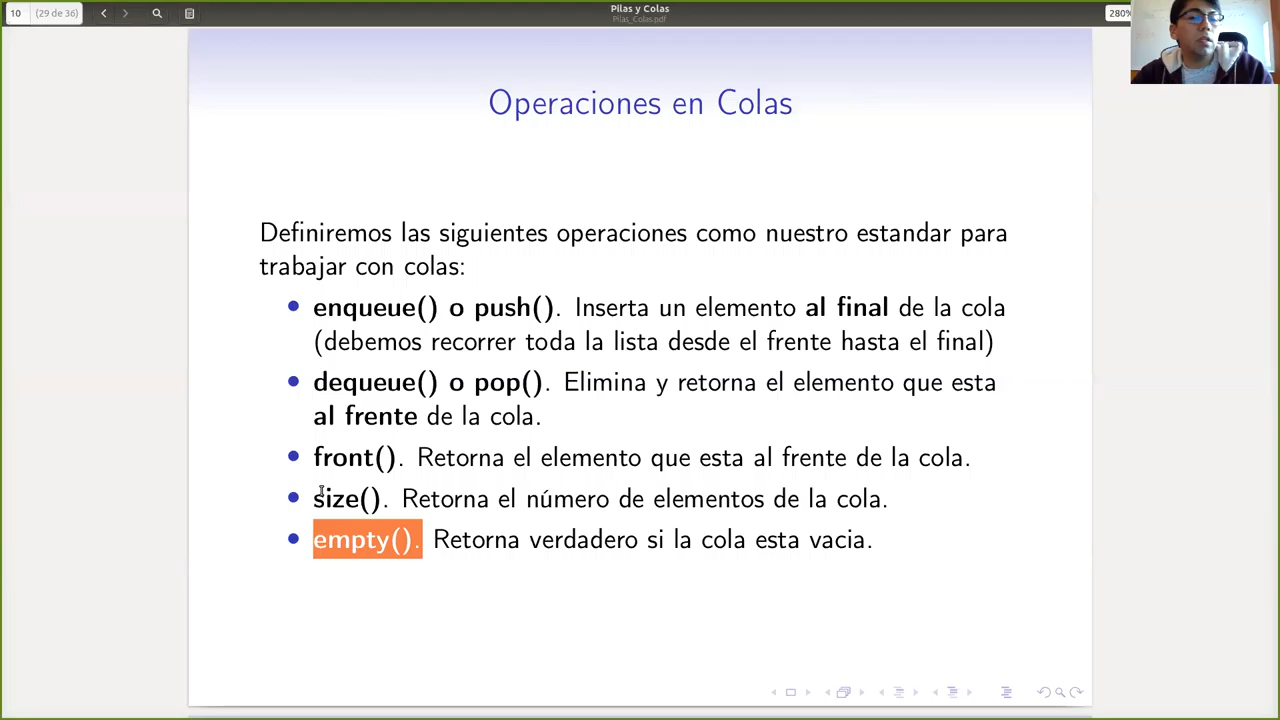 10 (29 de 36)
Pilas y Colas
Pilas_Colas.pdf
280%
Operaciones en Colas
Definiremos las siguientes operaciones como nuestro estandar para
trabajar con colas:
enqueue() o push(). Inserta un elemento al final de la cola
(debemos recorrer toda la lista desde el frente hasta el final)
dequeue() o pop(). Elimina y retorna el elemento que esta
al frente de la cola.
front(). Retorna el elemento que esta al frente de la cola.
size(). Retorna el número de elementos de la cola.
empty(). Retorna verdadero si la cola esta vacia.